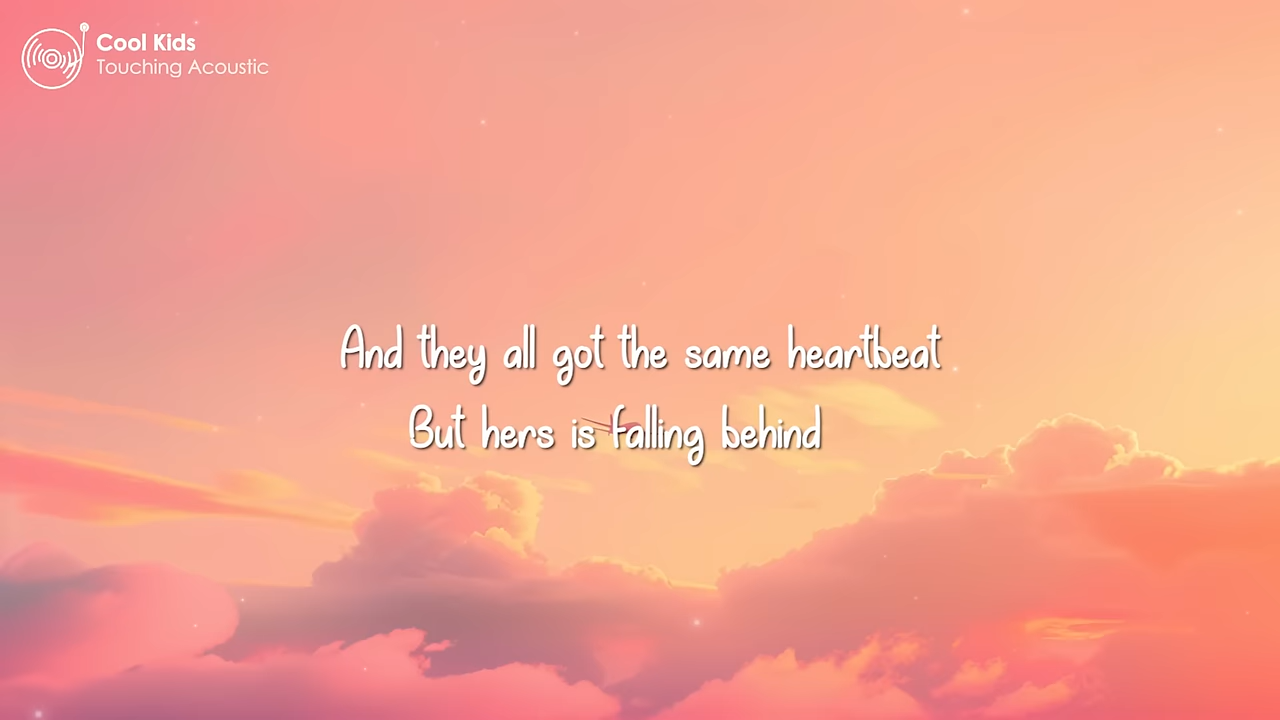 Cool Kids
Touching Acoustic
And they all got the same heartbeat
But hers is falling behind